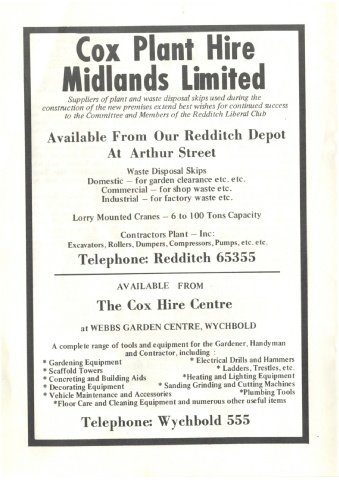 Cox Plant Hire
Midlands Limited
Suppliers of plant and waste disposal skips used during the
construction of the new premises extend best wishes for continued success
to the Committee and Members of the Redditch Liberal Club
Available From Our Redditch Depot
At Arthur Street
Waste Disposal Skips
Domestic — for garden clearance etc. etc.
Commercial — for shop waste etc.
Industrial — for factory waste etc.
Lorry Mounted Cranes — 6 to 100 Tons Capacity
Contractors Plant — Inc:
Excavators, Rollers, Dumpers, Compressors, Pumps, etc. etc.
Telephone: Redditch 65355
AVAILABLE FROM
The Cox Hire Centre
at WEBBS GARDEN CENTRE, WYCHBOLD
A complete range of tools and equipment for the Gardener, Handyman
and Contractor, including :
* Gardening Equipment * Electrical Drills and Hammers
* Scaffold Towers * Ladders, Trestles, etc.
* Concreting and Building Aids *Heating and Lighting Equipment
* Decorating Equipment * Sanding Grinding and Cutting Machines
* Vehicle Maintenance and Accessories *Plumbing Tools
*Floor Care and Cleaning Equipment and numerous other useful items
Telephone: Wychbold 555